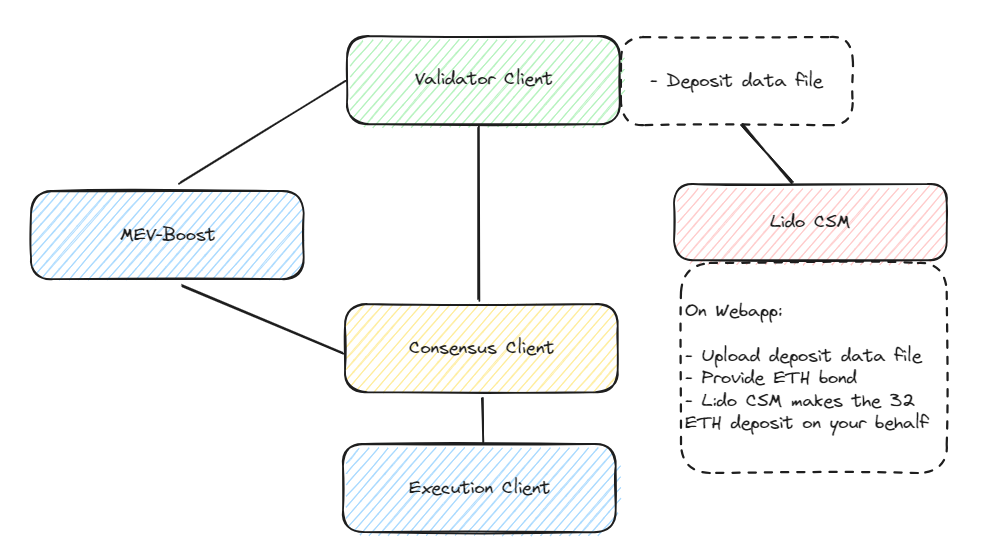 Validator Client
- Deposit data file
MEV-Boost
Lido CSM
On Webapp:
- Upload deposit data file
- Provide ETH bond
- Lido CSM makes the 32
ETH deposit on your behalf
Consensus Client
Execution Client